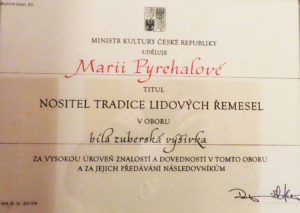 MINISTR KULTURY ČESKÉ REPUBLIKY
UDĚLUJE
Marii Pyrchalové
TITUL
NOSITEL TRADICE LIDOVÝCH ŘEMESEL
V OBORU
bílá zuberská výšivka
ZA VYSOKOU ÚROVEŇ ZNALOSTÍ A DOVEDNOSTÍ V TOMTO OBORU
A ZA JEJICH PŘEDÁVÁNÍ NÁSLEDOVNÍKŮM